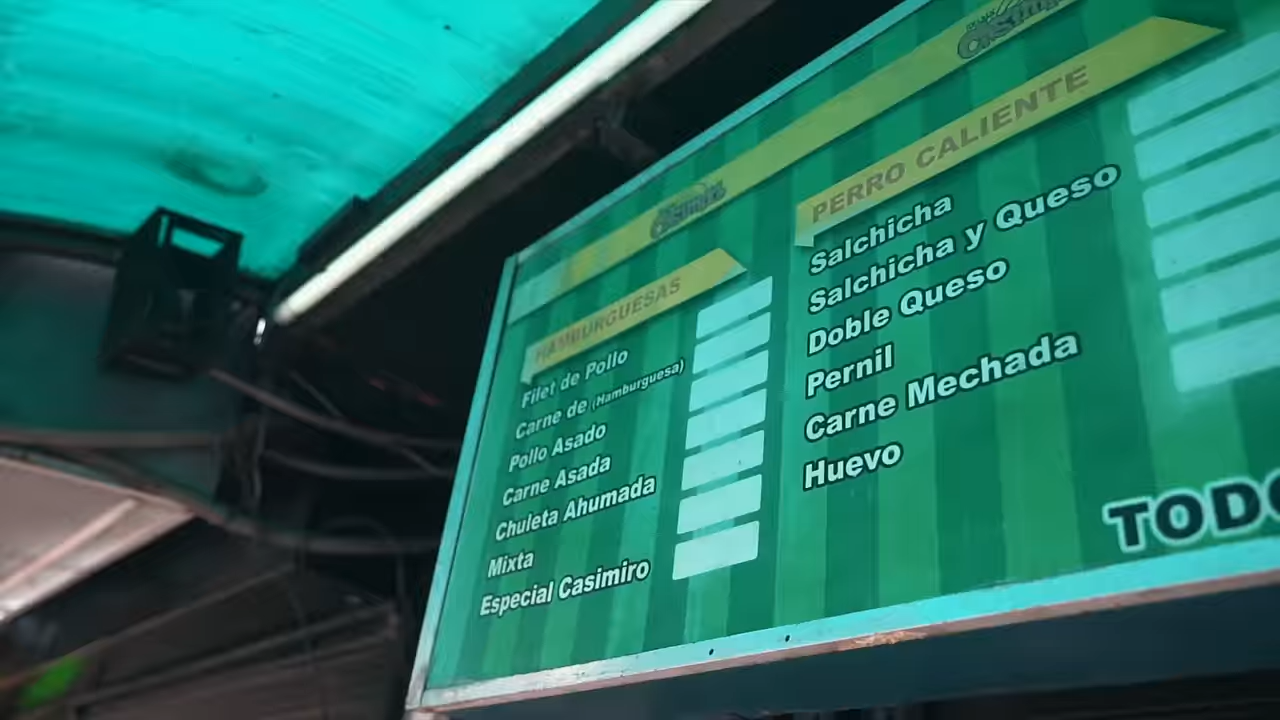 HAMBURGUESAS
Filet de Pollo
Carne de (Hamburguesa)
Pollo Asado
Carne Asada
Chuleta Ahumada
Mixta
Especial Casimiro
PERRO CALIENTE
Salchicha
Salchicha y Queso
Doble Queso
Pernil
Carne Mechada
Huevo